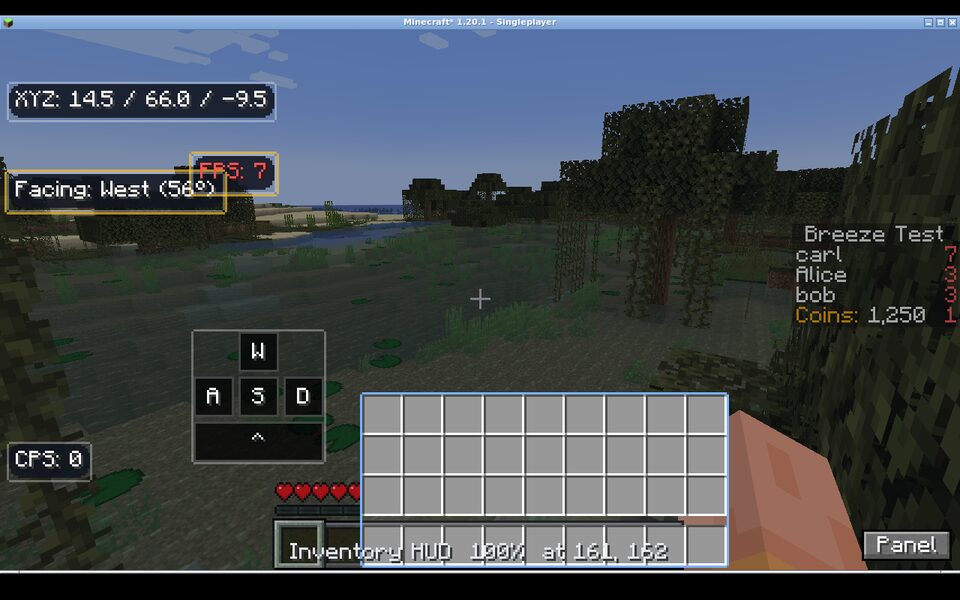 Minecraft* 1.20.1 - Singleplayer
XYZ: 14.5 / 66.0 / -9.5
FPS: 7
Facing: West (56°)
Breeze Test
carl 7
Alice 3
bob 3
Coins: 1,250 1
W
A S D
^
CPS: 0
Inventory HUD 100% at 161, 162
Panel